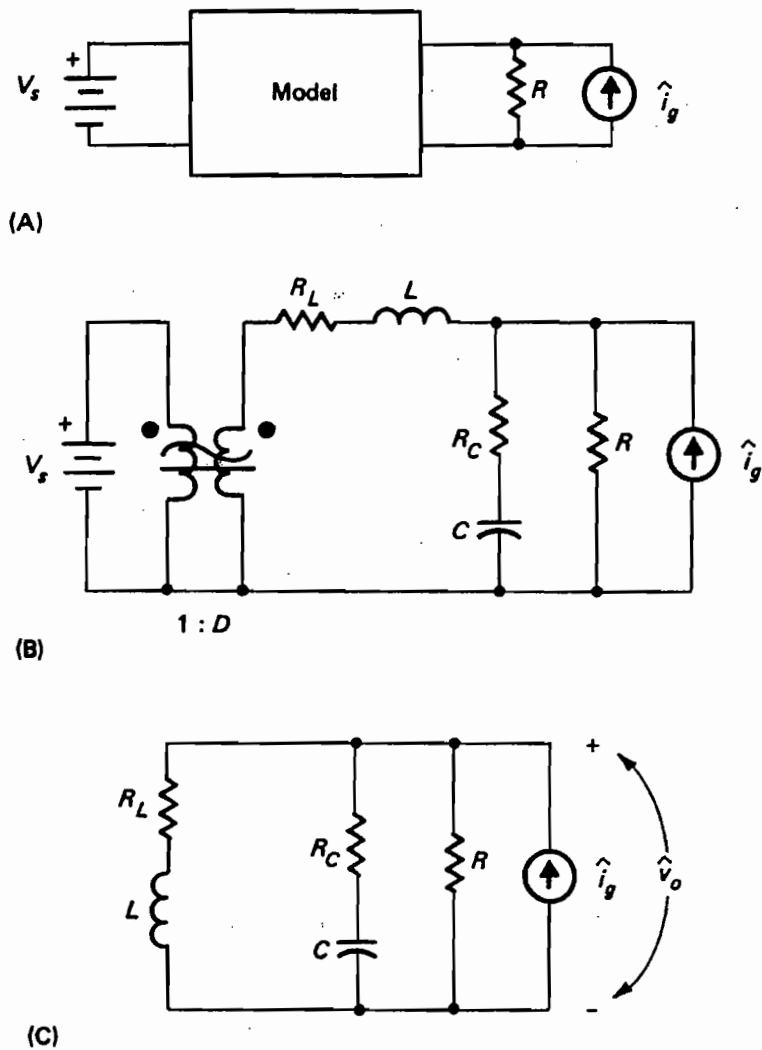 +
V_s
Model
R
î_g
(A)
R_L
L
+
V_s
R_C
R
î_g
C
1 : D
(B)
+
R_L
R_C
R
î_g
v̂_o
L
C
–
(C)